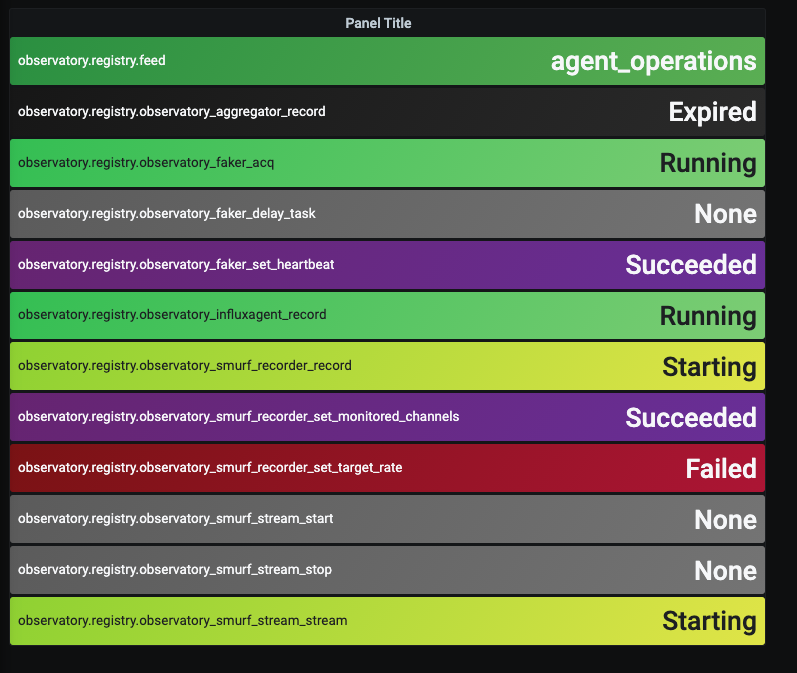 Panel Title
observatory.registry.feed agent_operations
observatory.registry.observatory_aggregator_record Expired
observatory.registry.observatory_faker_acq Running
observatory.registry.observatory_faker_delay_task None
observatory.registry.observatory_faker_set_heartbeat Succeeded
observatory.registry.observatory_influxagent_record Running
observatory.registry.observatory_smurf_recorder_record Starting
observatory.registry.observatory_smurf_recorder_set_monitored_channels Succeeded
observatory.registry.observatory_smurf_recorder_set_target_rate Failed
observatory.registry.observatory_smurf_stream_start None
observatory.registry.observatory_smurf_stream_stop None
observatory.registry.observatory_smurf_stream_stream Starting